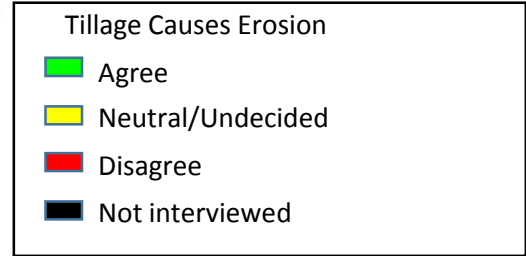 Tillage Causes Erosion
Agree
Neutral/Undecided
Disagree
Not interviewed